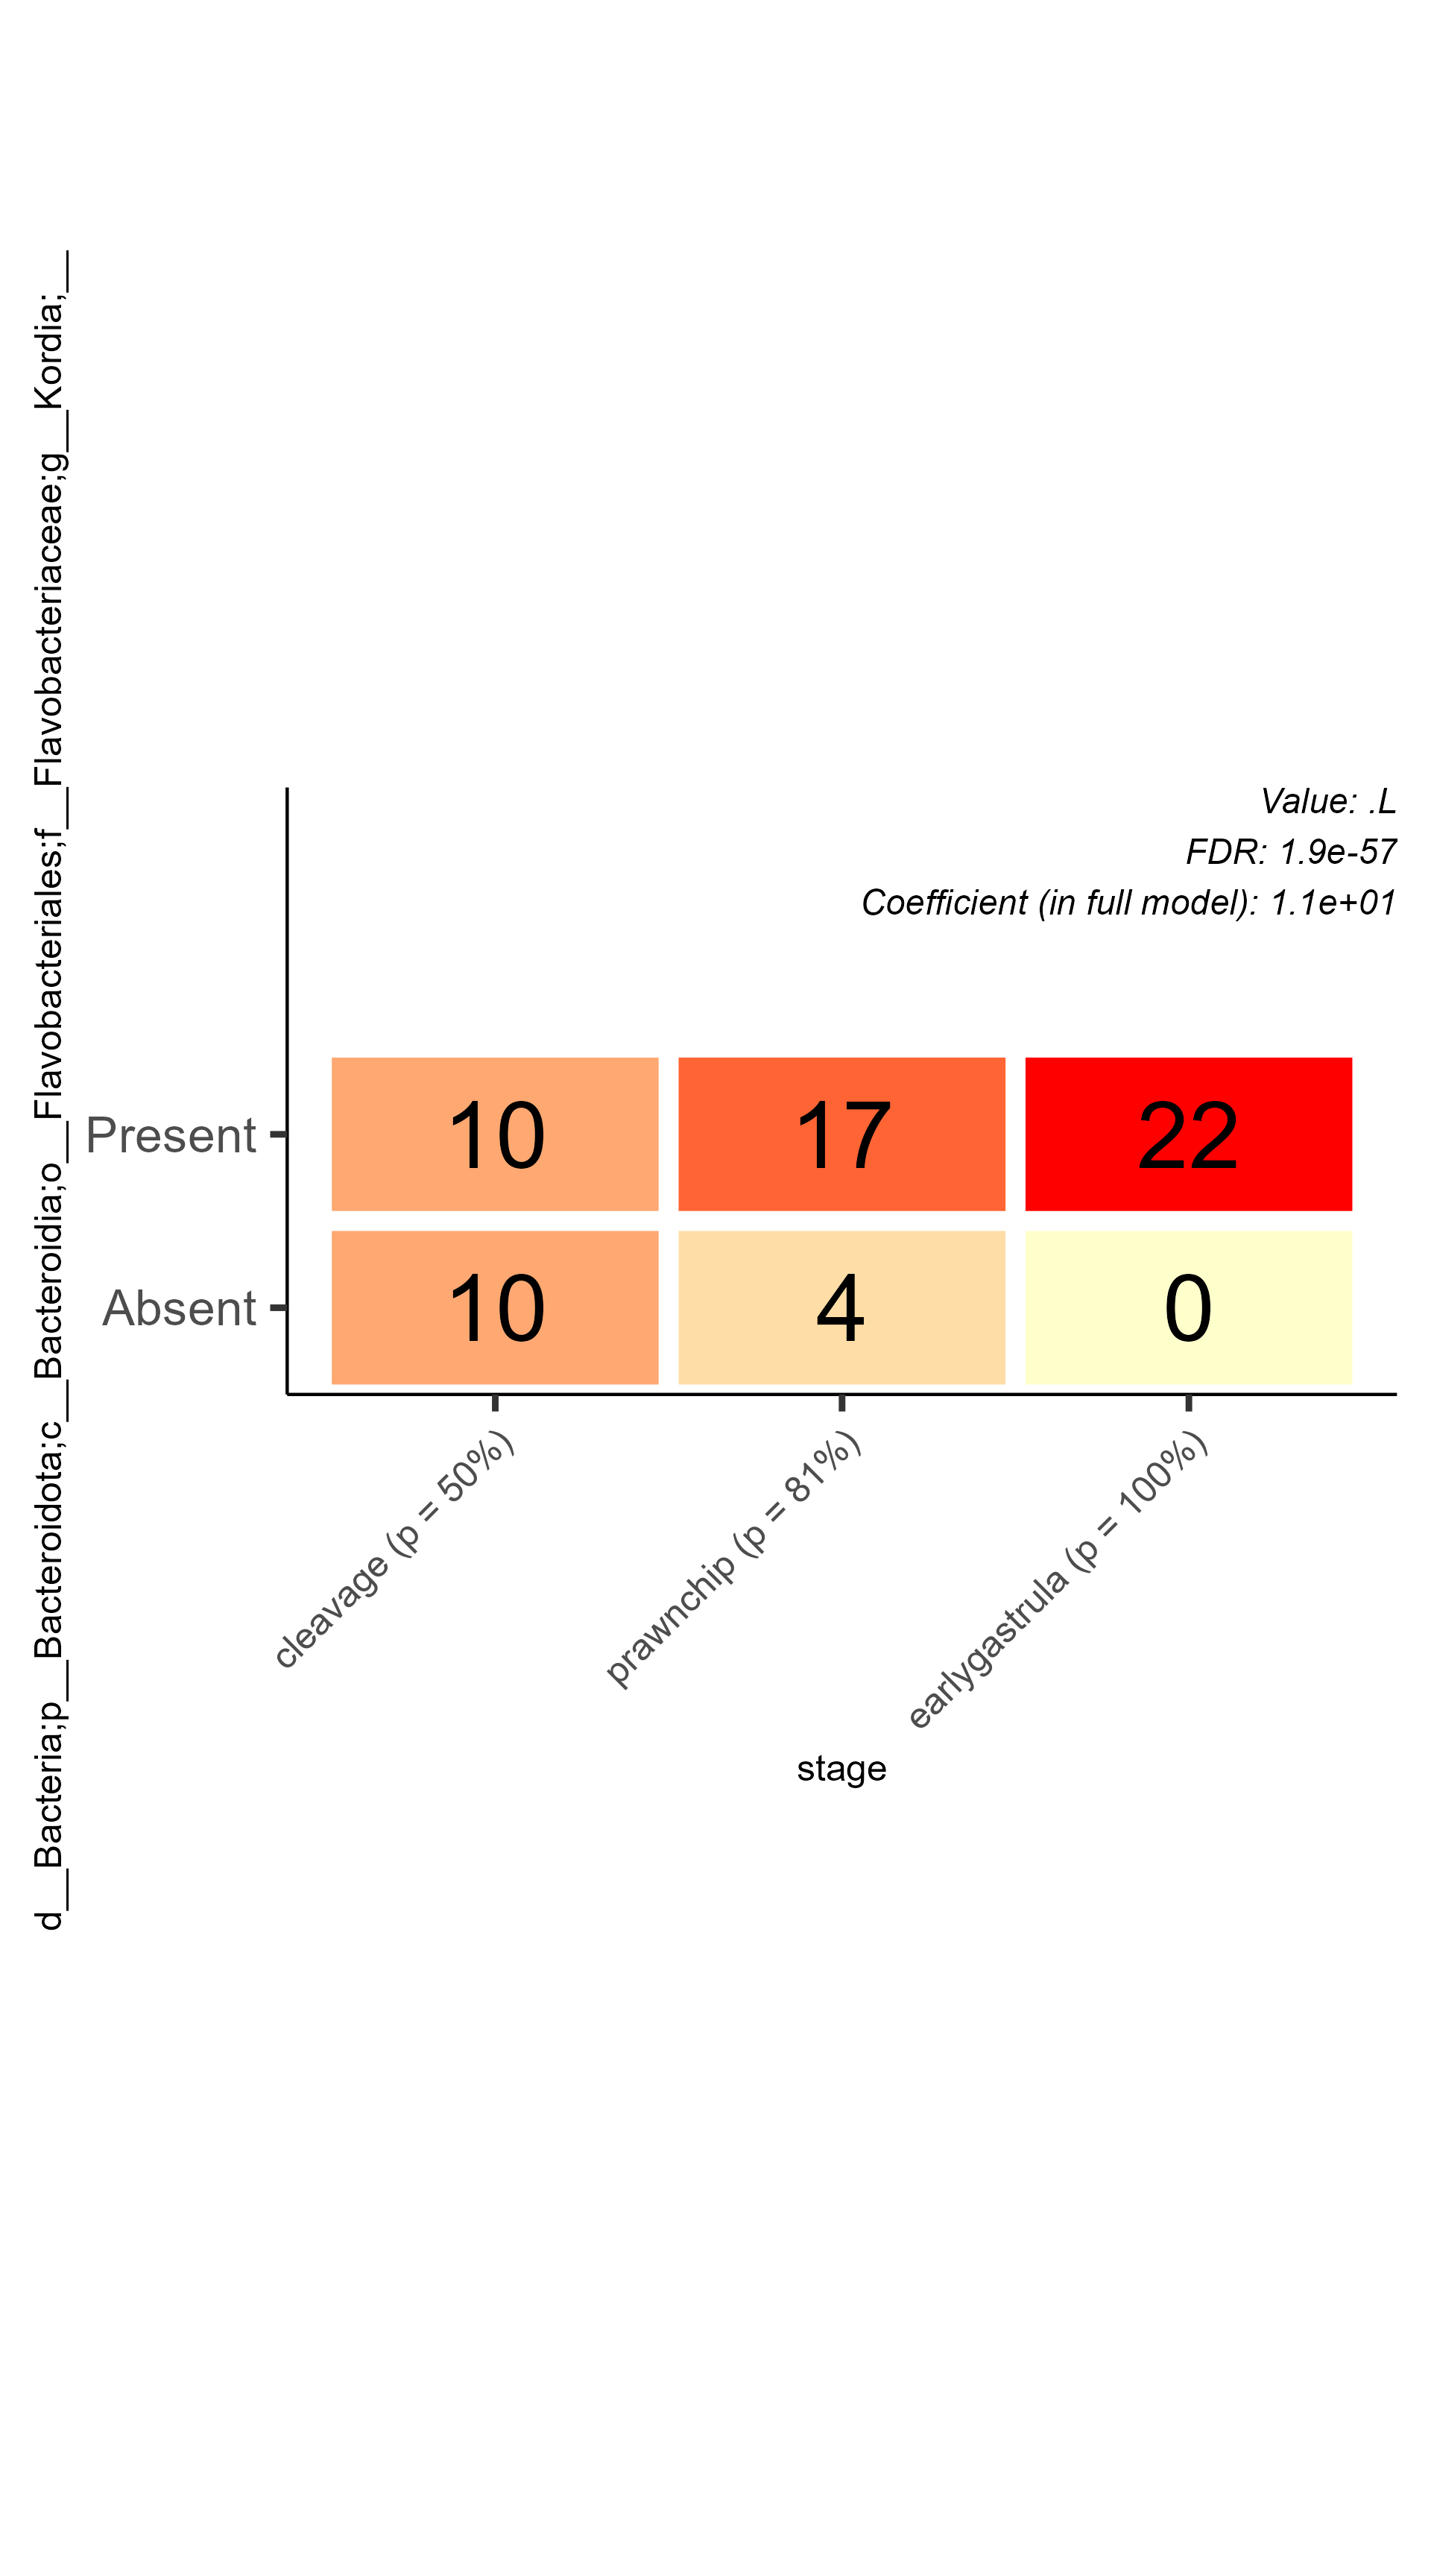 d__Bacteria;p__Bacteroidota;c__Bacteroidia;o__Flavobacteriales;f__Flavobacteriaceae;g__Kordia;__
Value: .L
FDR: 1.9e-57
Coefficient (in full model): 1.1e+01
Present 10 17 22
Absent 10 4 0
cleavage (p = 50%)
prawnchip (p = 81%)
earlygastrula (p = 100%)
stage